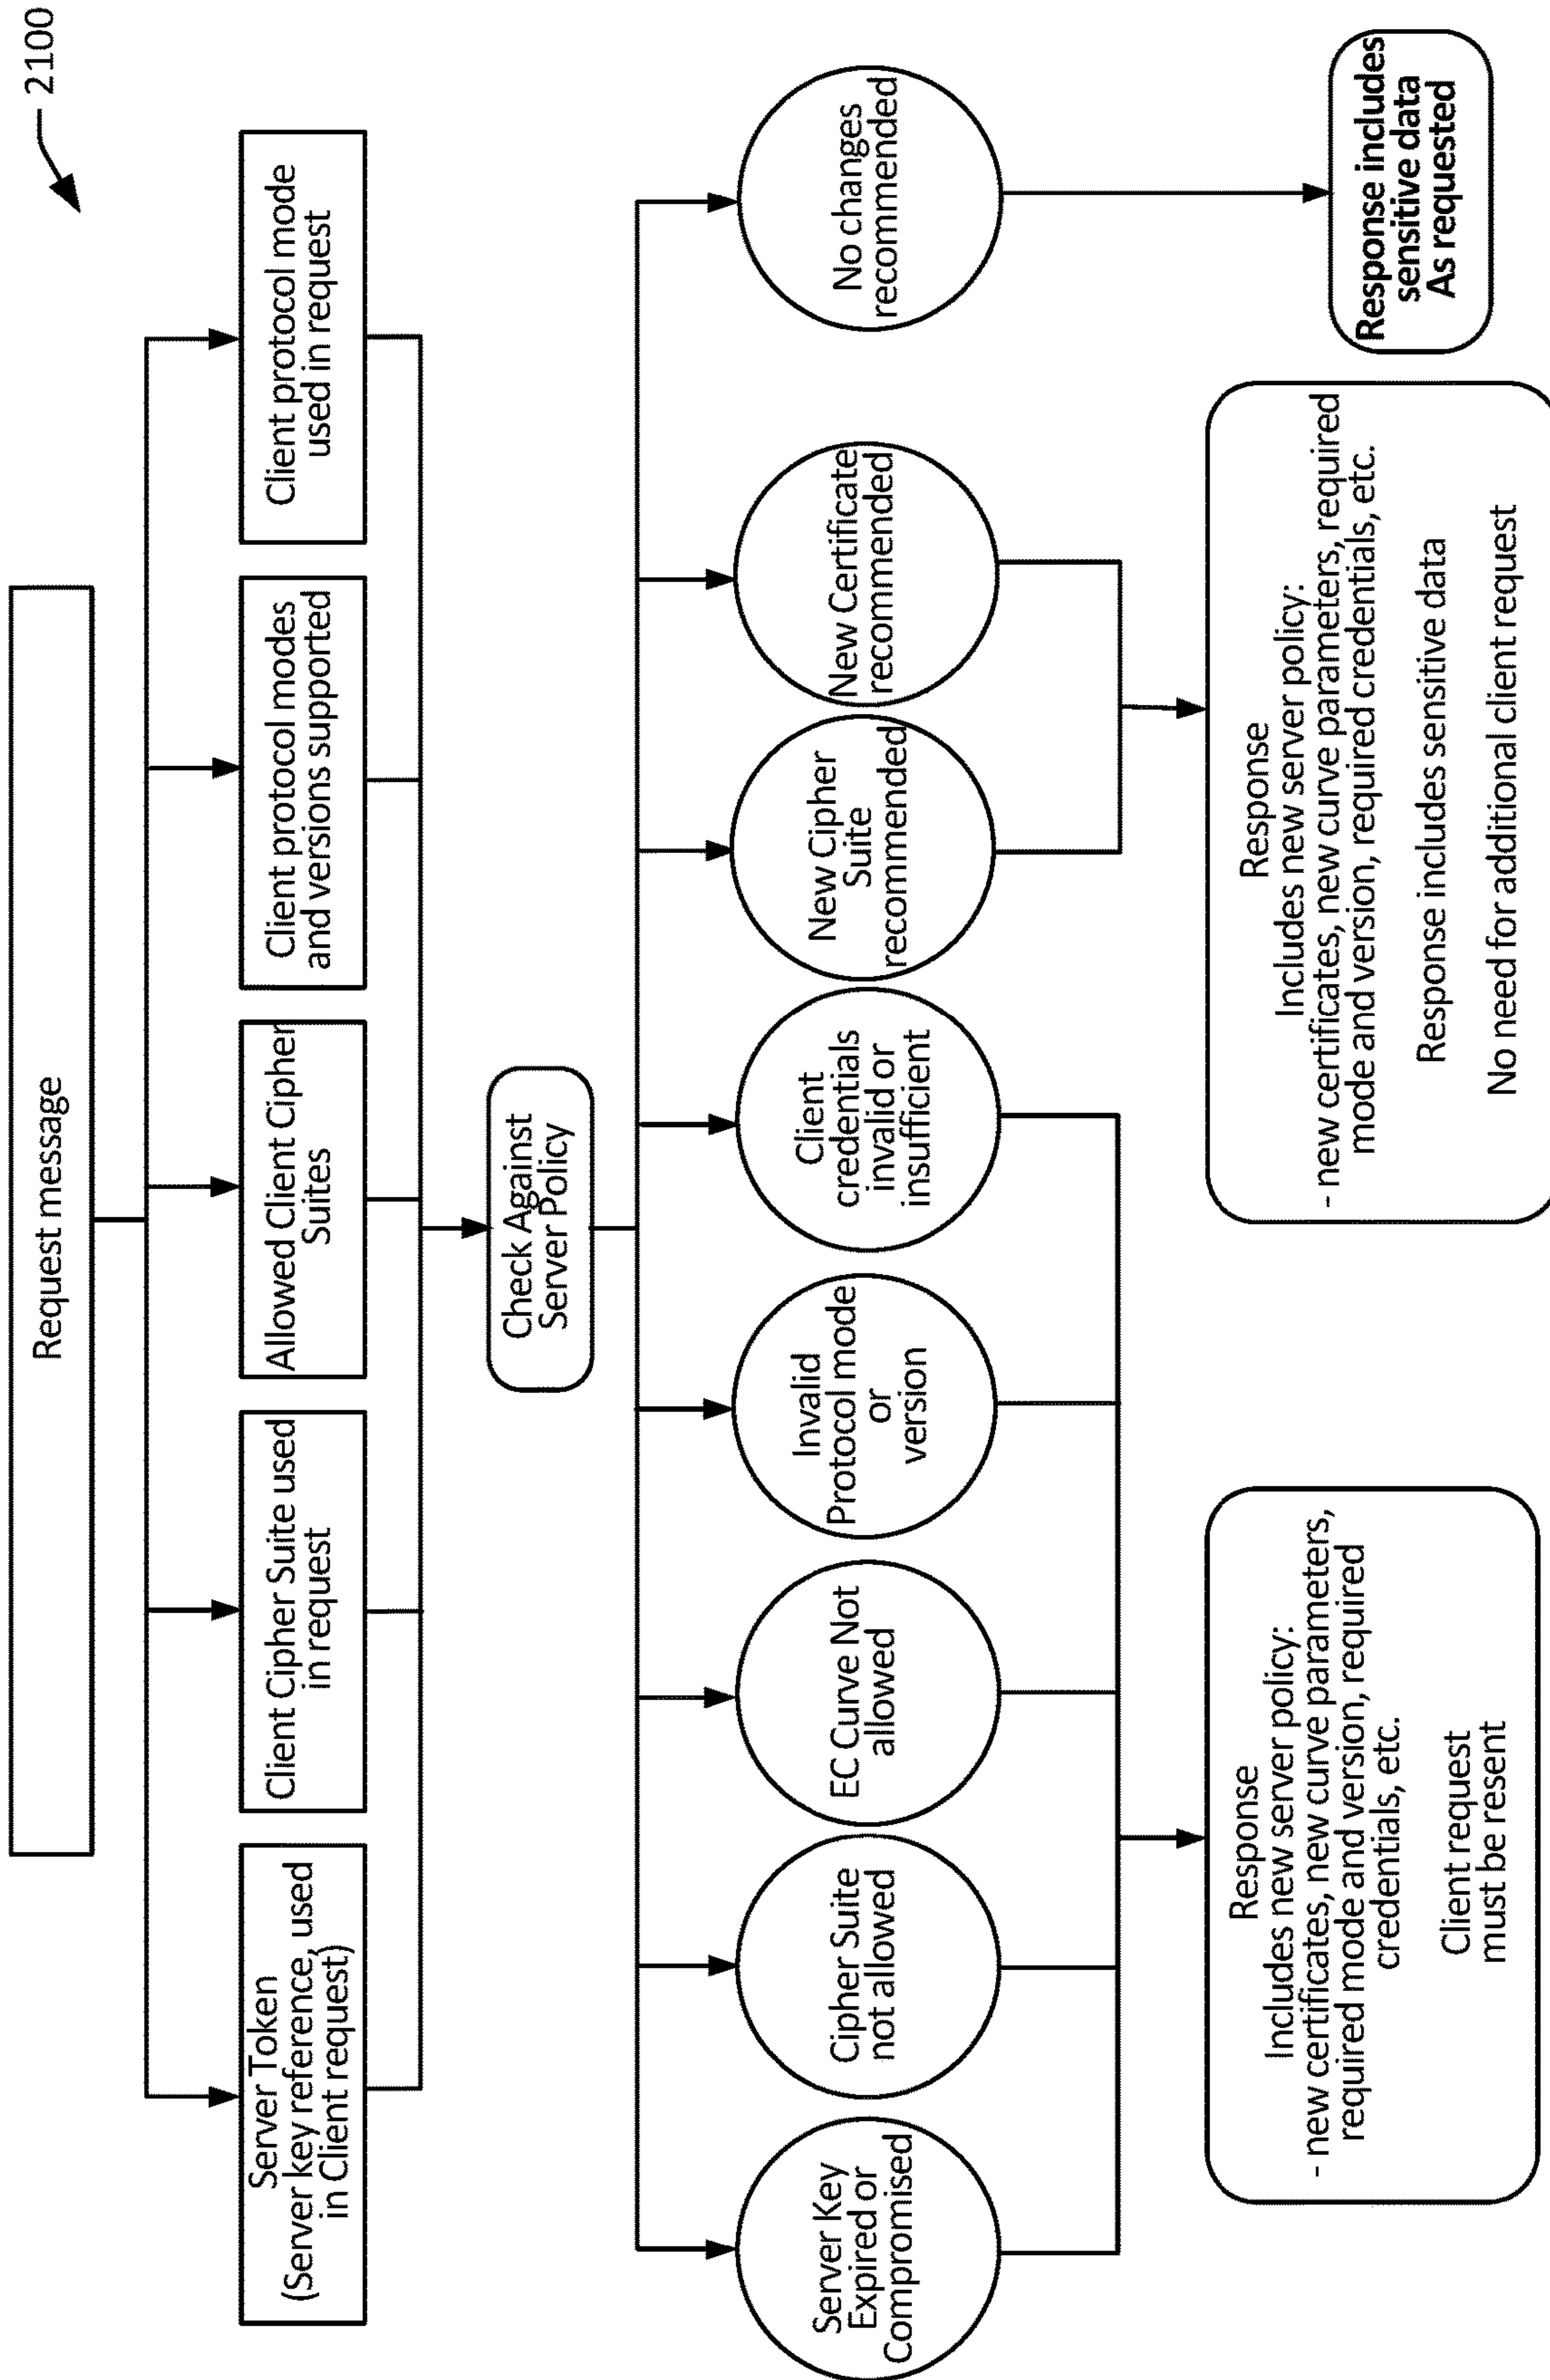 2100
Request message
Server Token
(Server key reference, used
in Client request)
Client Cipher Suite used
in request
Allowed Client Cipher
Suites
Client protocol modes
and versions supported
Client protocol mode
used in request
Check Against
Server Policy
Server Key
Expired or
Compromised
Cipher Suite
not allowed
EC Curve Not
allowed
Invalid
Protocol mode
or
version
Client
credentials
invalid or
insufficient
New Cipher
Suite
recommended
New Certificate
recommended
No changes
recommended
Response
Includes new server policy:
- new certificates, new curve parameters,
required mode and version, required
credentials, etc.
Client request
must be resent
Response
Includes new server policy:
- new certificates, new curve parameters, required
mode and version, required credentials, etc.
Response includes sensitive data
No need for additional client request
Response includes
sensitive data
As requested